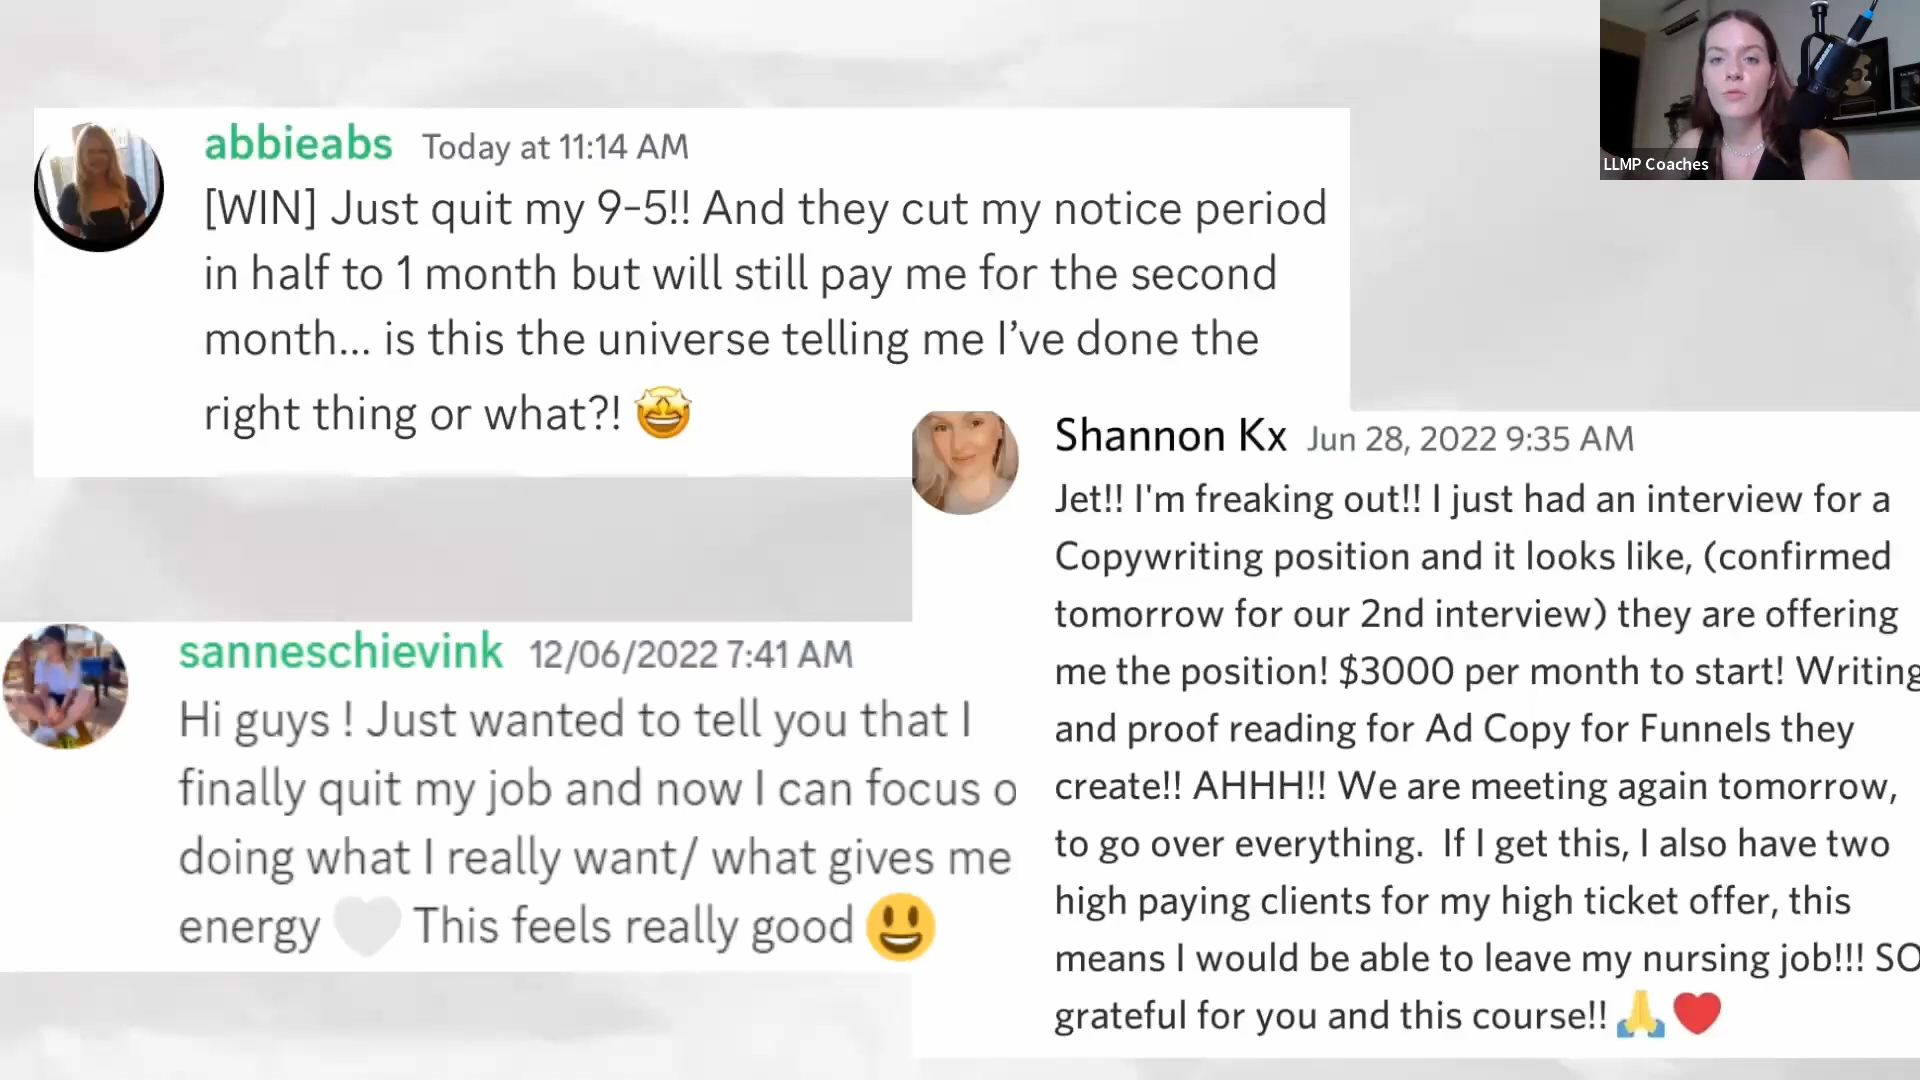 LLMP Coaches
abbieabs Today at 11:14 AM
[WIN] Just quit my 9-5!! And they cut my notice period
in half to 1 month but will still pay me for the second
month... is this the universe telling me I’ve done the
right thing or what?! 🤩
Shannon Kx Jun 28, 2022 9:35 AM
Jet!! I'm freaking out!! I just had an interview for a
Copywriting position and it looks like, (confirmed
tomorrow for our 2nd interview) they are offering
me the position! $3000 per month to start! Writing
and proof reading for Ad Copy for Funnels they
create!! AHHH!! We are meeting again tomorrow,
to go over everything.  If I get this, I also have two
high paying clients for my high ticket offer, this
means I would be able to leave my nursing job!!! SO
grateful for you and this course!! 🙏❤️
sanneschievink 12/06/2022 7:41 AM
Hi guys ! Just wanted to tell you that I
finally quit my job and now I can focus o
doing what I really want/ what gives me
energy 🤍 This feels really good 😃